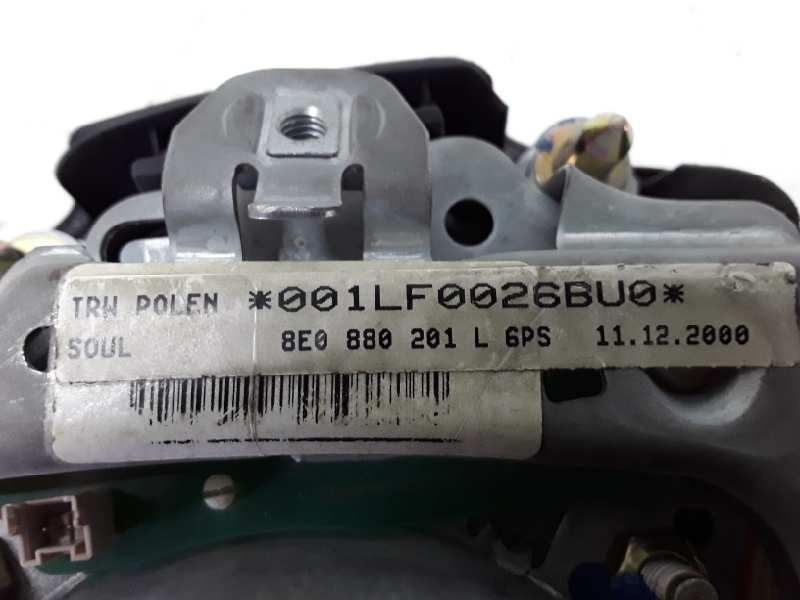 TRW POLEN *001LF0026BU0*
SOUL 8E0 880 201 L 6PS 11.12.2000